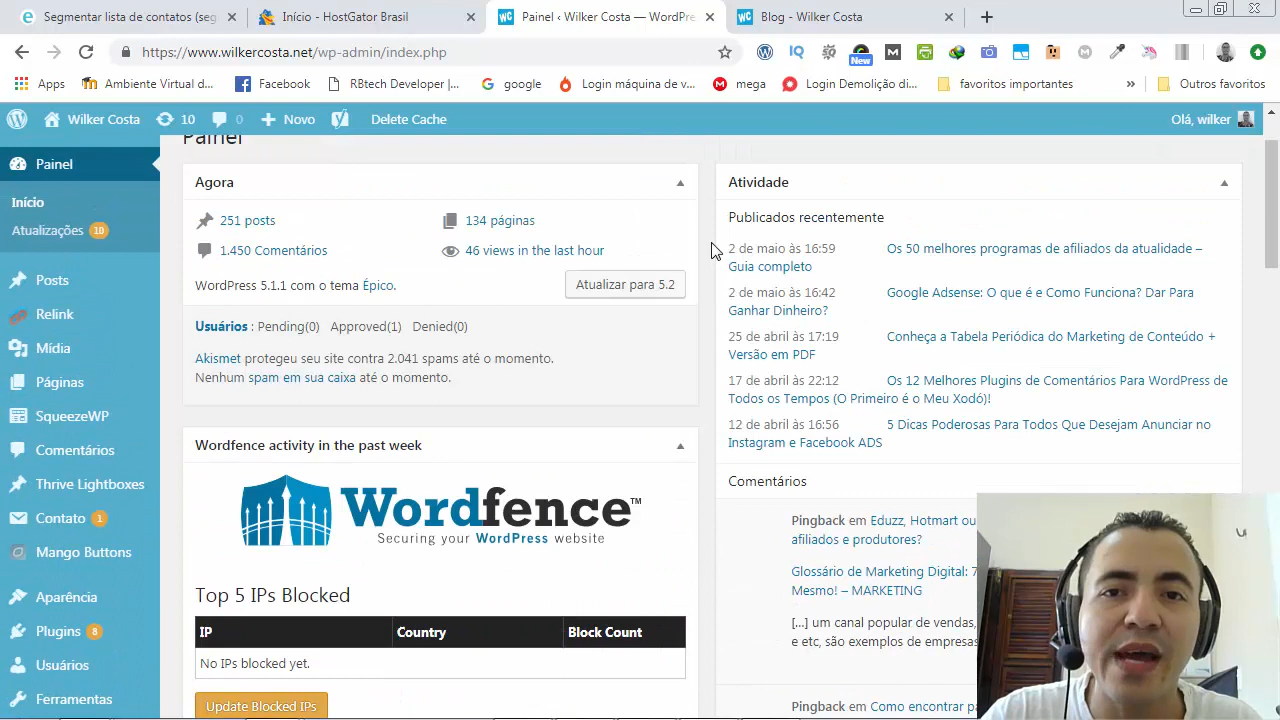 Segmentar lista de contatos (seg
Início - HostGator Brasil
Painel ‹ Wilker Costa — WordPre
Blog - Wilker Costa
https://www.wilkercosta.net/wp-admin/index.php
New
Apps
Ambiente Virtual d...
Facebook
RBtech Developer |...
google
Login máquina de v...
mega
Login Demolição di...
favoritos importantes
»
Outros favoritos
Wilker Costa
10
0
Novo
Delete Cache
Olá, wilker
Painel
Início
Atualizações 10
Posts
Relink
Mídia
Páginas
SqueezeWP
Comentários
Thrive Lightboxes
Contato 1
Mango Buttons
Aparência
Plugins 8
Usuários
Ferramentas
Painel
Agora
251 posts
134 páginas
1.450 Comentários
46 views in the last hour
WordPress 5.1.1 com o tema Épico.
Atualizar para 5.2
Usuários : Pending(0) Approved(1) Denied(0)
Akismet protegeu seu site contra 2.041 spams até o momento.
Nenhum spam em sua caixa até o momento.
Wordfence activity in the past week
Wordfence™
Securing your WordPress website
Top 5 IPs Blocked
IP Country Block Count
No IPs blocked yet.
Update Blocked IPs
Atividade
Publicados recentemente
2 de maio às 16:59 Os 50 melhores programas de afiliados da atualidade –
Guia completo
2 de maio às 16:42 Google Adsense: O que é e Como Funciona? Dar Para
Ganhar Dinheiro?
25 de abril às 17:19 Conheça a Tabela Periódica do Marketing de Conteúdo +
Versão em PDF
17 de abril às 22:12 Os 12 Melhores Plugins de Comentários Para WordPress de
Todos os Tempos (O Primeiro é o Meu Xodó)!
12 de abril às 16:56 5 Dicas Poderosas Para Todos Que Desejam Anunciar no
Instagram e Facebook ADS
Comentários
Pingback em Eduzz, Hotmart ou
afiliados e produtores?
Glossário de Marketing Digital: 7
Mesmo! – MARKETING
[...] um canal popular de vendas,
e etc, são exemplos de empresas
Pingback em Como encontrar pa